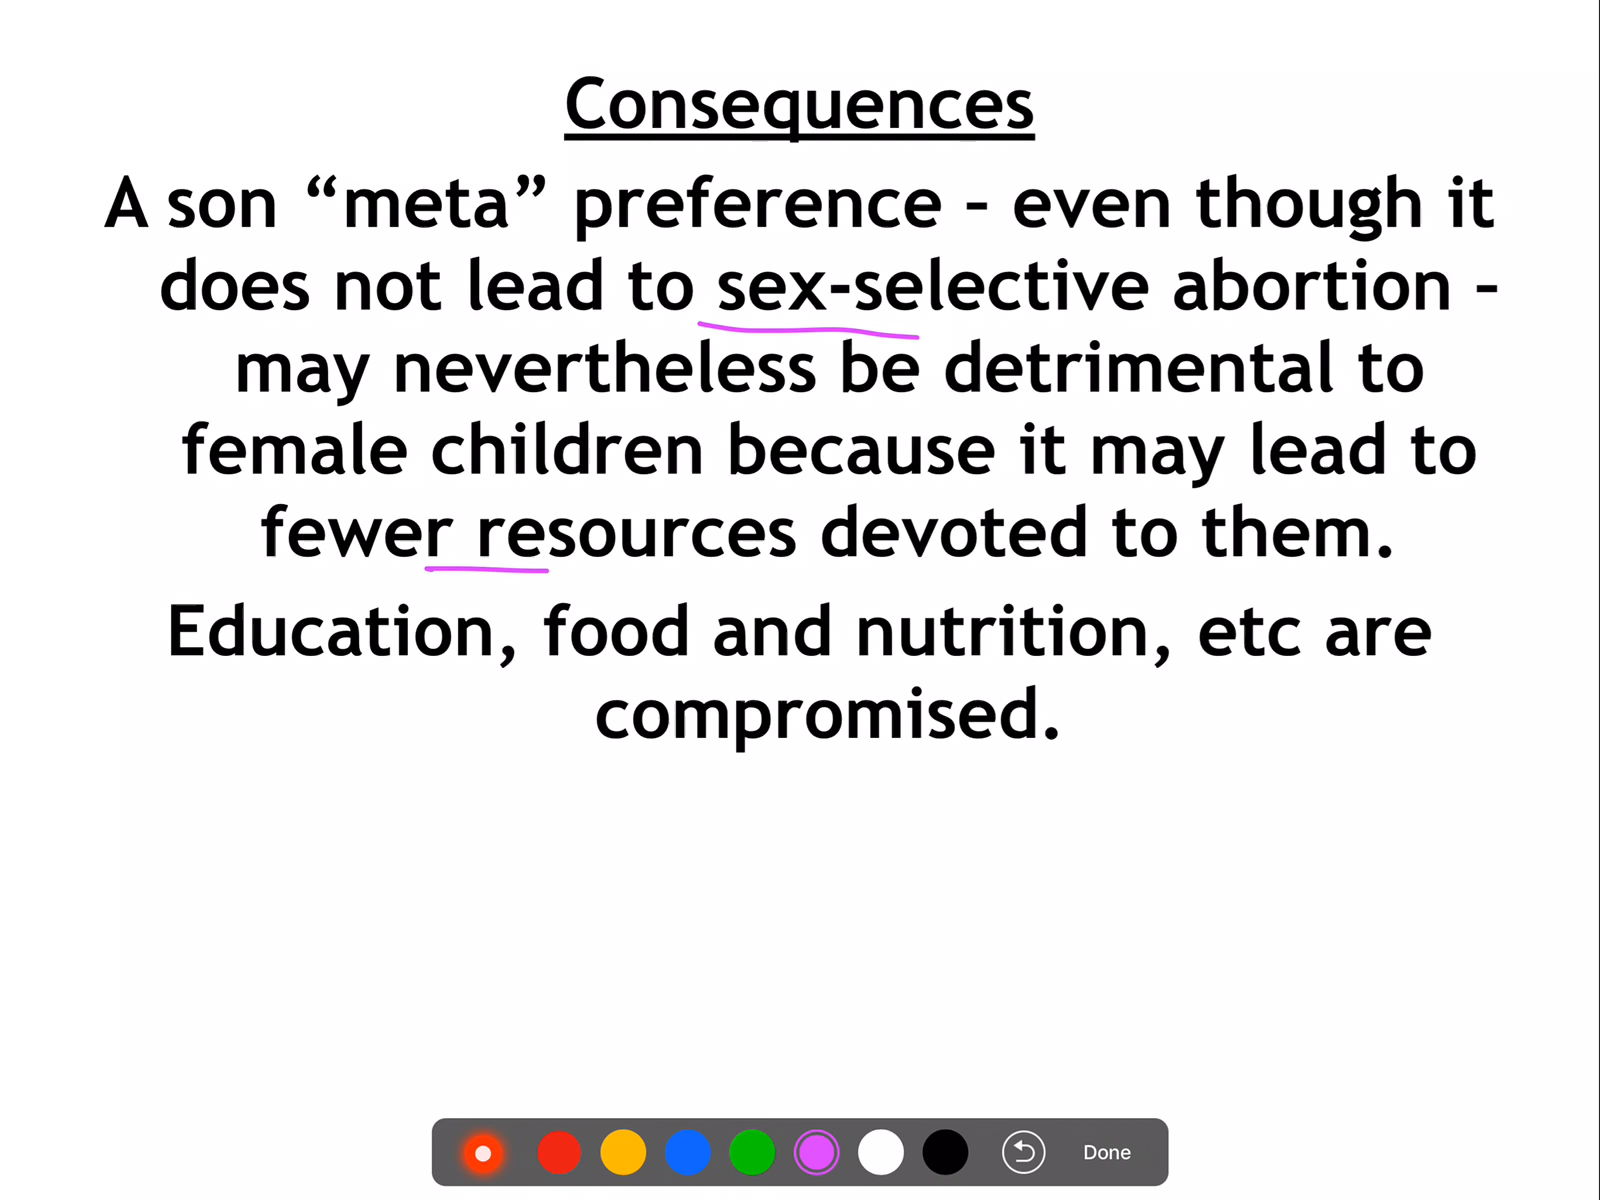 Consequences
A son “meta” preference – even though it
does not lead to sex-selective abortion –
may nevertheless be detrimental to
female children because it may lead to
fewer resources devoted to them.
Education, food and nutrition, etc are
compromised.
Done